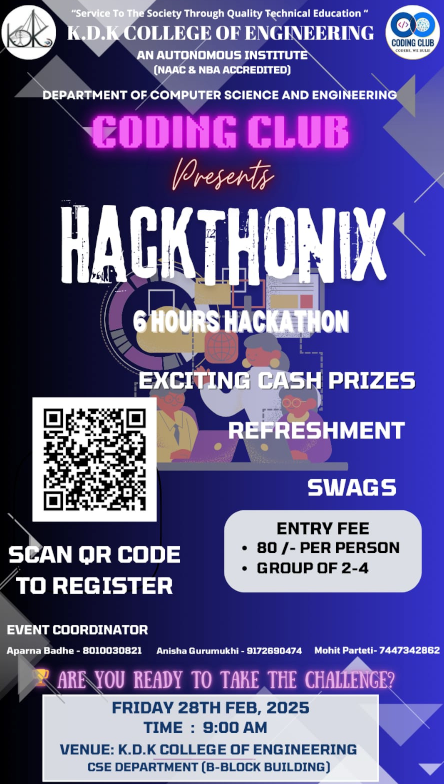 "Service To The Society Through Quality Technical Education "
K.D.K COLLEGE OF ENGINEERING
AN AUTONOMOUS INSTITUTE
(NAAC & NBA ACCREDITED)
KDK
CODING CLUB
CODERS, WE BUILD
DEPARTMENT OF COMPUTER SCIENCE AND ENGINEERING
CODING CLUB
Presents
HACKTHONIX
6 HOURS HACKATHON
EXCITING CASH PRIZES
REFRESHMENT
SWAGS
ENTRY FEE
• 80 /- PER PERSON
• GROUP OF 2-4
SCAN QR CODE
TO REGISTER
EVENT COORDINATOR
Aparna Badhe - 8010030821 Anisha Gurumukhi - 9172690474 Mohit Parteti- 7447342862
🏆 ARE YOU READY TO TAKE THE CHALLENGE?
FRIDAY 28TH FEB, 2025
TIME : 9:00 AM
VENUE: K.D.K COLLEGE OF ENGINEERING
CSE DEPARTMENT (B-BLOCK BUILDING)